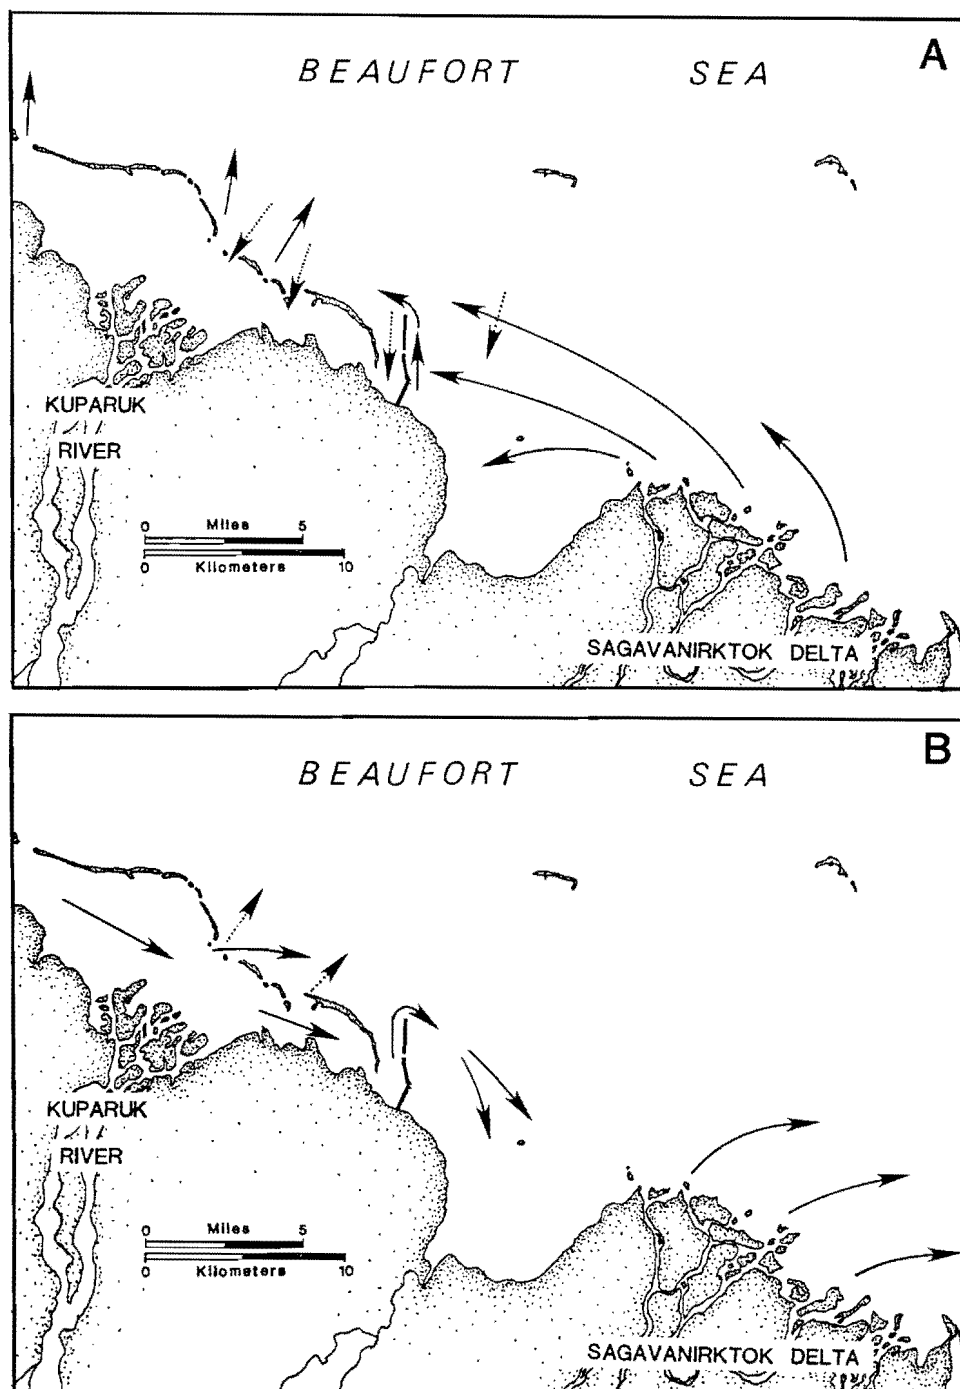 A
BEAUFORT SEA
KUPARUK
RIVER
0 Miles 5
0 Kilometers 10
SAGAVANIRKTOK DELTA
B
BEAUFORT SEA
KUPARUK
RIVER
0 Miles 5
0 Kilometers 10
SAGAVANIRKTOK DELTA